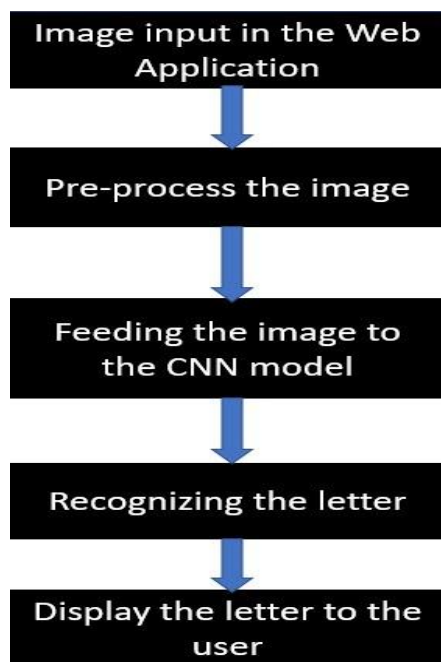 Image input in the Web
Application
Pre-process the image
Feeding the image to
the CNN model
Recognizing the letter
Display the letter to the
user